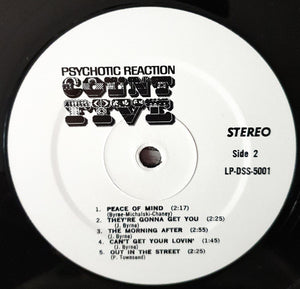 PSYCHOTIC REACTION
COUNT
FIVE
STEREO
Side 2
LP-DSS-5001
1. PEACE OF MIND (2:17)
(Byrne-Michalski-Chaney)
2. THEY'RE GONNA GET YOU (2:25)
(J. Byrne)
3. THE MORNING AFTER (2:55)
(J. Byrne)
4. CAN'T GET YOUR LOVIN' (1:45)
(J. Byrne)
5. OUT IN THE STREET (2:25)
(P. Townsand)